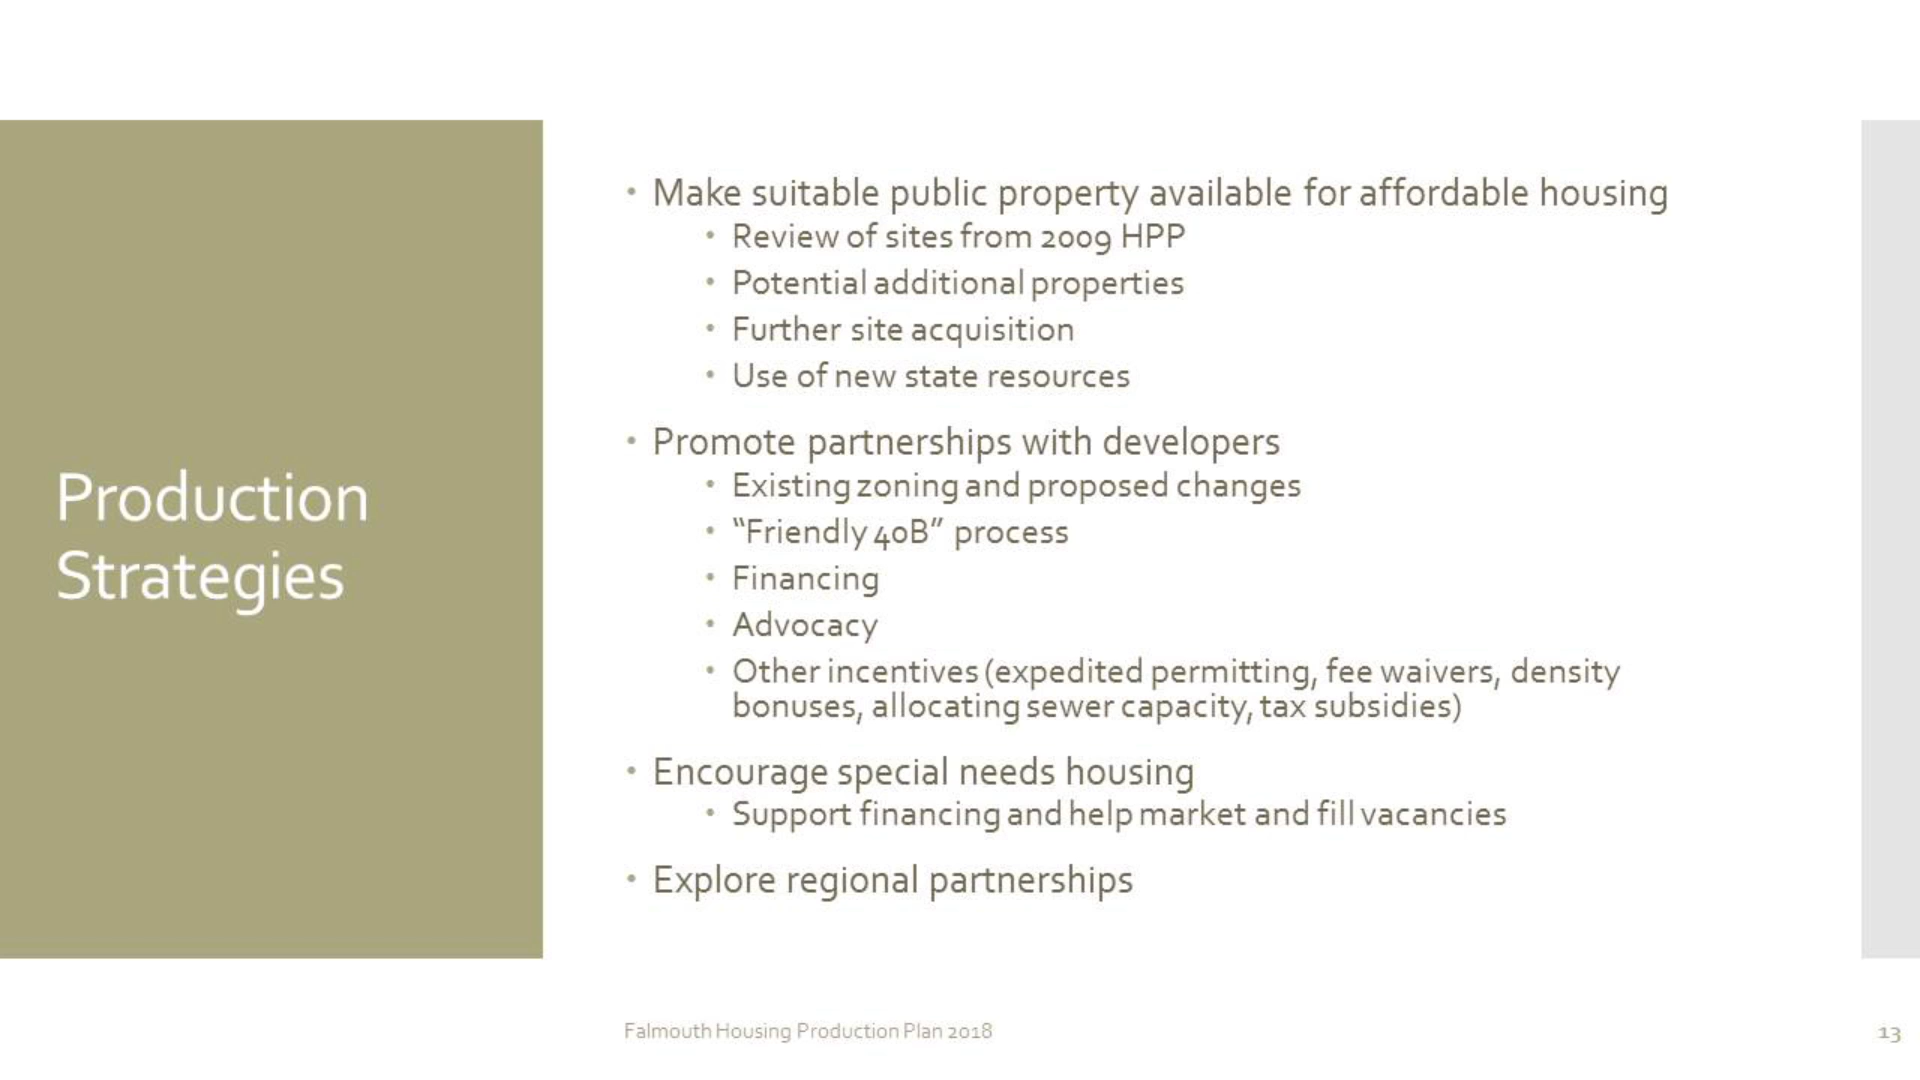 Production
Strategies
• Make suitable public property available for affordable housing
• Review of sites from 2009 HPP
• Potential additional properties
• Further site acquisition
• Use of new state resources
• Promote partnerships with developers
• Existing zoning and proposed changes
• “Friendly 40B” process
• Financing
• Advocacy
• Other incentives (expedited permitting, fee waivers, density
bonuses, allocating sewer capacity, tax subsidies)
• Encourage special needs housing
• Support financing and help market and fill vacancies
• Explore regional partnerships
Falmouth Housing Production Plan 2018
13